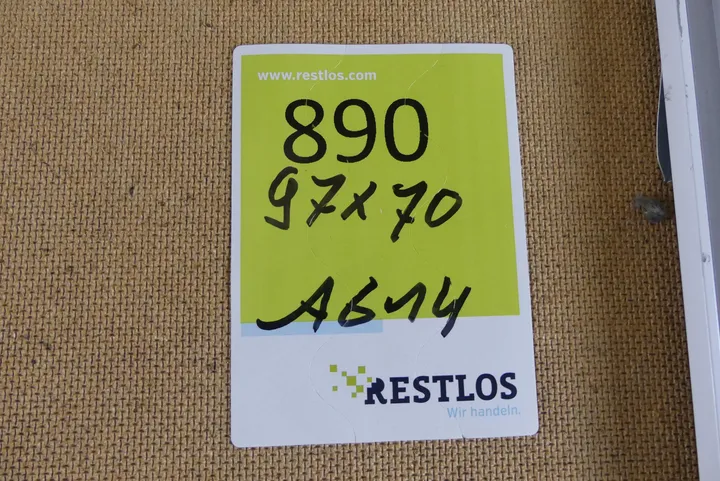 www.restlos.com
890
97x70
A614
RESTLOS
Wir handeln.